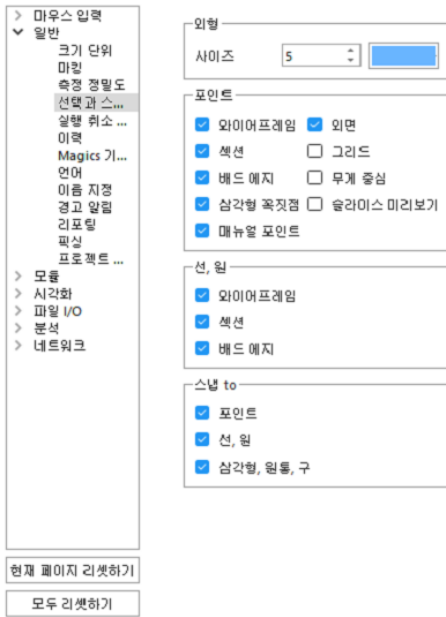 마우스 입력
일반
크기 단위
마킹
측정 정밀도
선택과 스...
실행 취소 ...
이력
Magics 기...
언어
이음 지정
경고 알림
리포팅
픽싱
프로젝트 ...
모듈
시각화
파일 I/O
분석
네트워크
현재 페이지 리셋하기
모두 리셋하기
외형
사이즈 5
포인트
와이어프레임 외면
섹션 그리드
배드 에지 무게 중심
삼각형 꼭짓점 슬라이스 미리보기
매뉴얼 포인트
선, 원
와이어프레임
섹션
배드 에지
스냅 to
포인트
선, 원
삼각형, 원통, 구